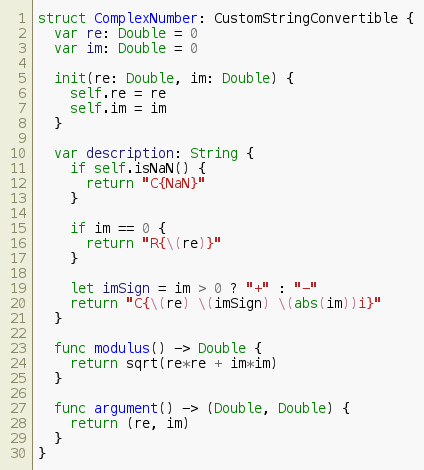 1 struct ComplexNumber: CustomStringConvertible {
2   var re: Double = 0
3   var im: Double = 0
4
5   init(re: Double, im: Double) {
6     self.re = re
7     self.im = im
8   }
9
10   var description: String {
11     if self.isNaN() {
12       return "C{NaN}"
13     }
14
15     if im == 0 {
16       return "R{\(re)}"
17     }
18
19     let imSign = im > 0 ? "+" : "−"
20     return "C{\(re) \(imSign) \(abs(im))i}"
21   }
22
23   func modulus() -> Double {
24     return sqrt(re*re + im*im)
25   }
26
27   func argument() -> (Double, Double) {
28     return (re, im)
29   }
30 }